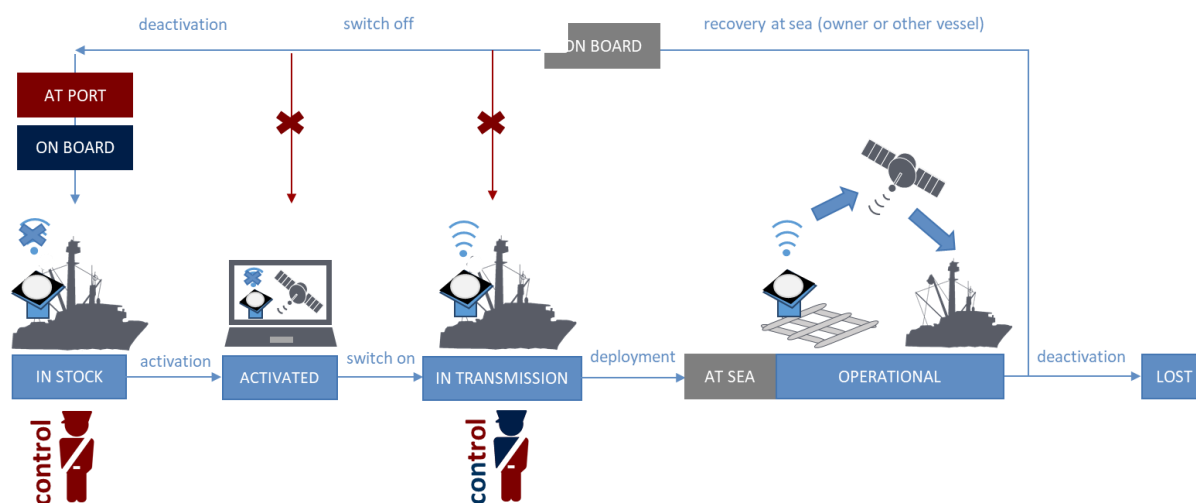 deactivation
switch off
ON BOARD
recovery at sea (owner or other vessel)
AT PORT
ON BOARD
IN STOCK
activation
ACTIVATED
switch on
IN TRANSMISSION
deployment
AT SEA
OPERATIONAL
deactivation
LOST
control
control